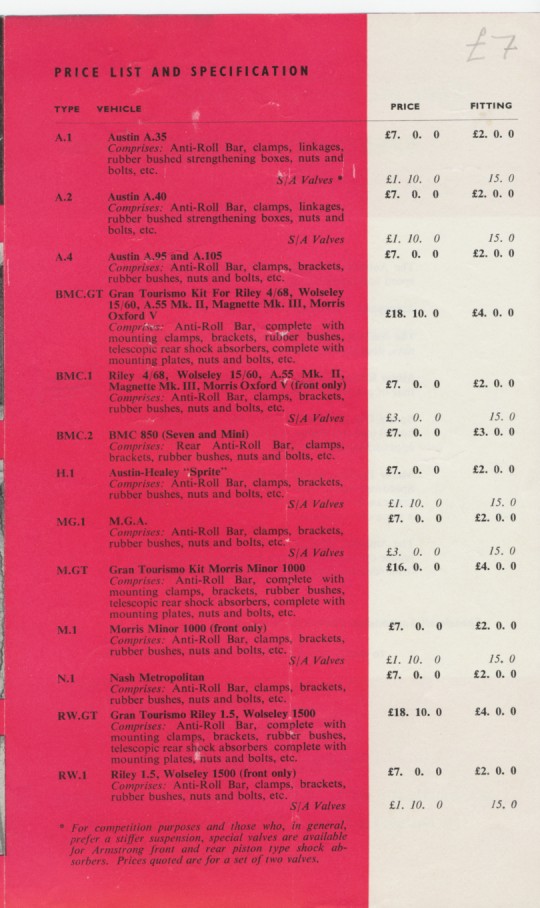 £7
PRICE LIST AND SPECIFICATION
TYPE VEHICLE PRICE FITTING
A.1 Austin A.35 £7. 0. 0 £2. 0. 0
Comprises: Anti-Roll Bar, clamps, linkages,
rubber bushed strengthening boxes, nuts and
bolts, etc.
S/A Valves * £1. 10. 0 15. 0
A.2 Austin A.40 £7. 0. 0 £2. 0. 0
Comprises: Anti-Roll Bar, clamps, linkages,
rubber bushed strengthening boxes, nuts and
bolts, etc.
S/A Valves £1. 10. 0 15. 0
A.4 Austin A.95 and A.105 £7. 0. 0 £2. 0. 0
Comprises: Anti-Roll Bar, clamps, brackets,
rubber bushes, nuts and bolts, etc.
BMC.GT Gran Tourismo Kit For Riley 4/68, Wolseley
15/60, A.55 Mk. II, Magnette Mk. III, Morris
Oxford V £18. 10. 0 £4. 0. 0
Comprises: Anti-Roll Bar, complete with
mounting clamps, brackets, rubber bushes,
telescopic rear shock absorbers, complete with
mounting plates, nuts and bolts, etc.
BMC.1 Riley 4/68, Wolseley 15/60, A.55 Mk. II,
Magnette Mk. III, Morris Oxford V (front only) £7. 0. 0 £2. 0. 0
Comprises: Anti-Roll Bar, clamps, brackets,
rubber bushes, nuts and bolts, etc.
S/A Valves £3. 0. 0 15. 0
BMC.2 BMC 850 (Seven and Mini) £7. 0. 0 £3. 0. 0
Comprises: Rear Anti-Roll Bar, clamps,
brackets, rubber bushes, nuts and bolts, etc.
H.1 Austin-Healey "Sprite" £7. 0. 0 £2. 0. 0
Comprises: Anti-Roll Bar, clamps, brackets,
rubber bushes, nuts and bolts, etc.
S/A Valves £1. 10. 0 15. 0
MG.1 M.G.A. £7. 0. 0 £2. 0. 0
Comprises: Anti-Roll Bar, clamps, brackets,
rubber bushes, nuts and bolts, etc.
S/A Valves £3. 0. 0 15. 0
M.GT Gran Tourismo Kit Morris Minor 1000 £16. 0. 0 £4. 0. 0
Comprises: Anti-Roll Bar, complete with
mounting clamps, brackets, rubber bushes,
telescopic rear shock absorbers, complete with
mounting plates, nuts and bolts, etc.
M.1 Morris Minor 1000 (front only) £7. 0. 0 £2. 0. 0
Comprises: Anti-Roll Bar, clamps, brackets,
rubber bushes, nuts and bolts, etc.
S/A Valves £1. 10. 0 15. 0
N.1 Nash Metropolitan £7. 0. 0 £2. 0. 0
Comprises: Anti-Roll Bar, clamps, brackets,
rubber bushes, nuts and bolts, etc.
RW.GT Gran Tourismo Riley 1.5, Wolseley 1500 £18. 10. 0 £4. 0. 0
Comprises: Anti-Roll Bar, complete with
mounting clamps, brackets, rubber bushes,
telescopic rear shock absorbers complete with
mounting plates, nuts and bolts, etc.
RW.1 Riley 1.5, Wolseley 1500 (front only) £7. 0. 0 £2. 0. 0
Comprises: Anti-Roll Bar, clamps, brackets,
rubber bushes, nuts and bolts, etc.
S/A Valves £1. 10. 0 15. 0
* For competition purposes and those who, in general,
prefer a stiffer suspension, special valves are available
for Armstrong front and rear piston type shock ab-
sorbers. Prices quoted are for a set of two valves.